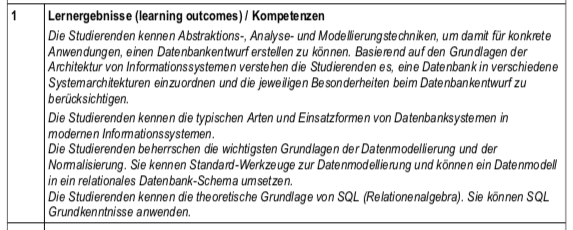 1 Lernergebnisse (learning outcomes) / Kompetenzen
Die Studierenden kennen Abstraktions-, Analyse- und Modellierungstechniken, um damit für konkrete
Anwendungen, einen Datenbankentwurf erstellen zu können. Basierend auf den Grundlagen der
Architektur von Informationssystemen verstehen die Studierenden es, eine Datenbank in verschiedene
Systemarchitekturen einzuordnen und die jeweiligen Besonderheiten beim Datenbankentwurf zu
berücksichtigen.
Die Studierenden kennen die typischen Arten und Einsatzformen von Datenbanksystemen in
modernen Informationssystemen.
Die Studierenden beherrschen die wichtigsten Grundlagen der Datenmodellierung und der
Normalisierung. Sie kennen Standard-Werkzeuge zur Datenmodellierung und können ein Datenmodell
in ein relationales Datenbank-Schema umsetzen.
Die Studierenden kennen die theoretische Grundlage von SQL (Relationenalgebra). Sie können SQL
Grundkenntnisse anwenden.